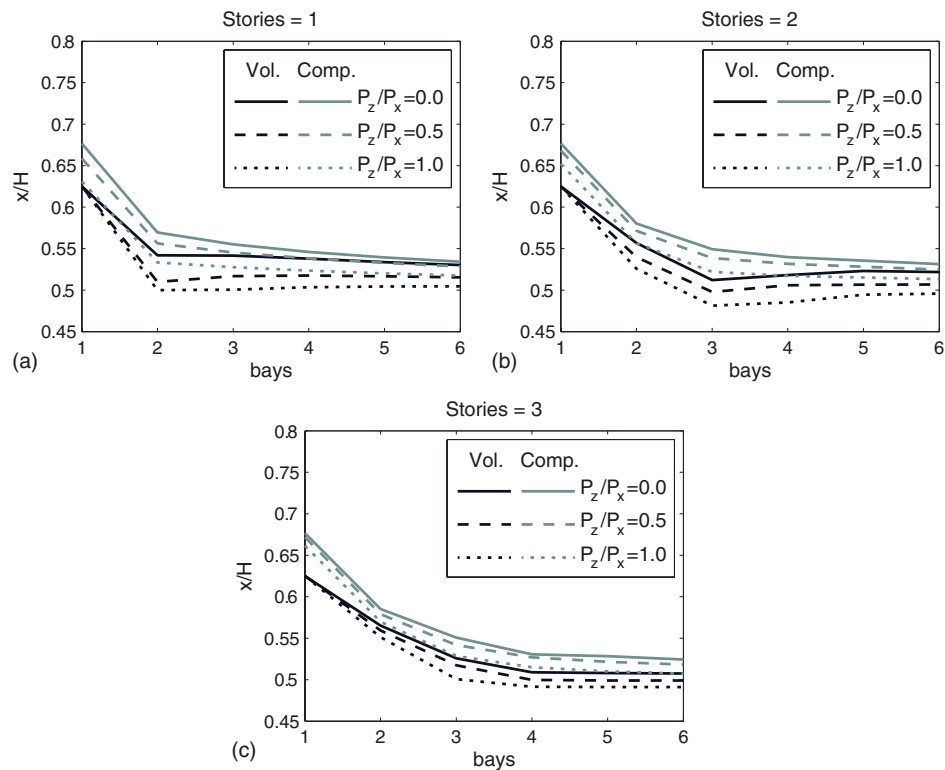 Stories = 1
0.8
0.75
0.7
0.65
0.6
0.55
0.5
0.45
x/H
1 2 3 4 5 6
bays
(a)
Vol. Comp.
P_z/P_x=0.0
P_z/P_x=0.5
P_z/P_x=1.0
Stories = 2
0.8
0.75
0.7
0.65
0.6
0.55
0.5
0.45
x/H
1 2 3 4 5 6
bays
(b)
Vol. Comp.
P_z/P_x=0.0
P_z/P_x=0.5
P_z/P_x=1.0
Stories = 3
0.8
0.75
0.7
0.65
0.6
0.55
0.5
0.45
x/H
1 2 3 4 5 6
bays
(c)
Vol. Comp.
P_z/P_x=0.0
P_z/P_x=0.5
P_z/P_x=1.0